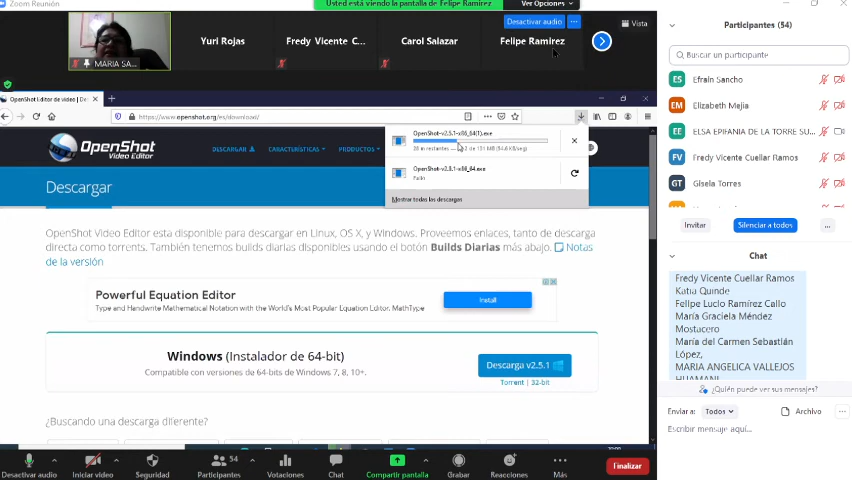 Zoom Reunión
Usted está viendo la pantalla de Felipe Ramírez
Ver Opciones
Desactivar audio
Vista
MARIA SA...
Yuri Rojas
Fredy Vicente C...
Carol Salazar
Felipe Ramírez
Participantes (54)
Buscar un participante
ES Efraín Sancho
EM Elizabeth Mejia
EE ELSA EPIFANIA DE LA TORRE SU...
FV Fredy Vicente Cuellar Ramos
GT Gisela Torres
Invitar
Silenciar a todos
Chat
Fredy Vicente Cuellar Ramos
Katia Quinde
Felipe Lucio Ramírez Callo
María Graciela Méndez
Mostacero
María del Carmen Sebastián
López,
MARIA ANGELICA VALLEJOS
HUAMANI
¿Quién puede ver sus mensajes?
Enviar a: Todos
Archivo
Escribir mensaje aquí...
OpenShot Editor de video | De
https://www.openshot.org/es/download/
OpenShot-v2.5.1-x86_64(1).exe
OpenShot-v2.5.1-x86_64.exe
Mostrar todas las descargas
OpenShot
Video Editor
DESCARGAR
CARACTERÍSTICAS
PRODUCTOS
Descargar
OpenShot Video Editor esta disponible para descargar en Linux, OS X, y Windows. Proveemos enlaces, tanto de descarga
directa como torrents. También tenemos builds diarias disponibles usando el botón Builds Diarias más abajo. Notas
de la versión
Powerful Equation Editor
Type and Handwrite Mathematical Notation with the World's Most Popular Equation Editor, MathType
Install
Windows (Instalador de 64-bit)
Compatible con versiones de 64-bits de Windows 7, 8, 10+.
Descarga v2.5.1
Torrent | 32-bit
¿Buscando una descarga diferente?
Desactivar audio
Iniciar video
Seguridad
54
Participantes
Votaciones
Chat
Compartir pantalla
Grabar
Reacciones
Más
Finalizar